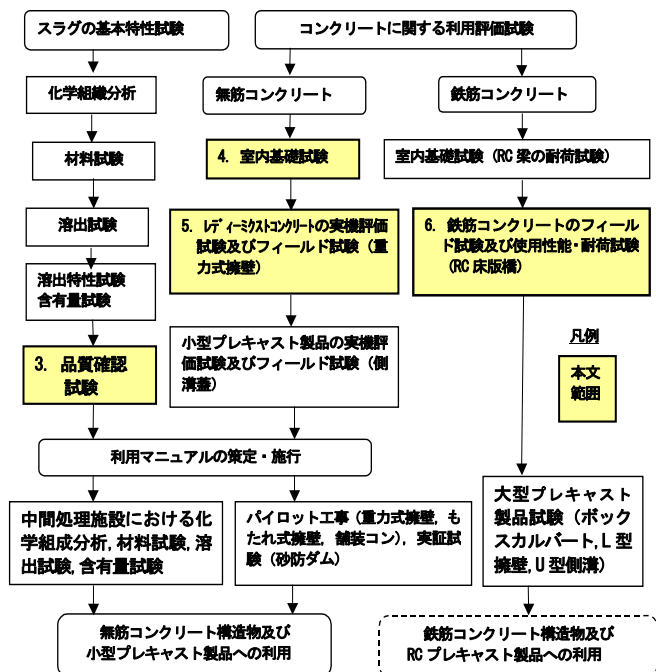 スラグの基本特性試験
コンクリートに関する利用評価試験
化学組織分析
無筋コンクリート
鉄筋コンクリート
材料試験
4. 室内基礎試験
室内基礎試験(RC 梁の耐荷試験)
溶出試験
5. レディーミクストコンクリートの実機評価
試験及びフィールド試験(重
力式擁壁)
6. 鉄筋コンクリートのフィール
ド試験及び使用性能・耐荷試験
(RC 床版橋)
溶出特性試験
含有量試験
小型プレキャスト製品の実機評
価試験及びフィールド試験(側
溝蓋)
凡例
本文
範囲
3. 品質確認
試験
利用マニュアルの策定・施行
中間処理施設における化
学組成分析, 材料試験, 溶
出試験, 含有量試験
パイロット工事(重力式擁壁, も
たれ式擁壁, 舗装コン), 実証試
験(砂防ダム)
大型プレキャスト
製品試験(ボック
スカルバート, L 型
擁壁, U 型側溝)
無筋コンクリート構造物及び
小型プレキャスト製品への利用
鉄筋コンクリート構造物及び
RC プレキャスト製品への利用